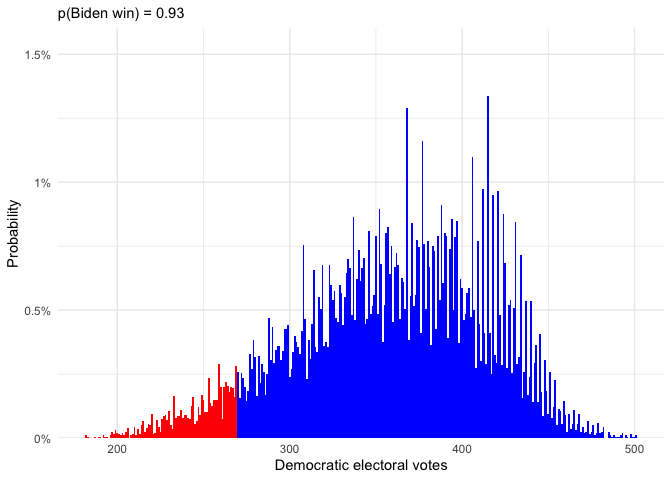 p(Biden win) = 0.93
1.5%
1%
0.5%
0%
Probability
200
300
400
500
Democratic electoral votes